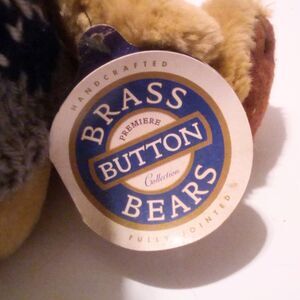 HANDCRAFTED
BRASS
PREMIERE
BUTTON
Collection
BEARS
FULLY JOINTED